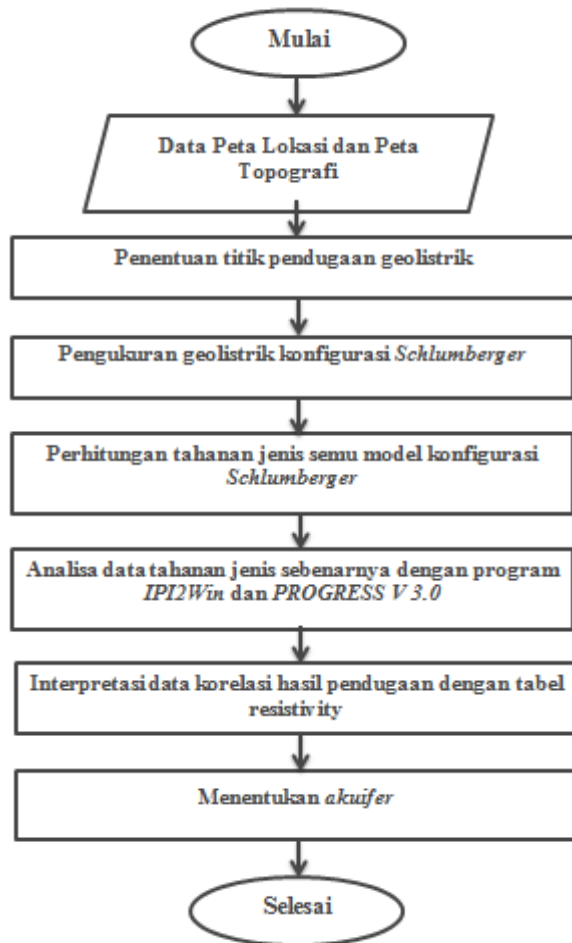 Mulai
Data Peta Lokasi dan Peta
Topografi
Penentuan titik pendugaan geolistrik
Pengukuran geolistrik konfigurasi Schlumberger
Perhitungan tahanan jenis semu model konfigurasi
Schlumberger
Analisa data tahanan jenis sebenarnya dengan program
IPI2Win dan PROGRESS V 3.0
Interpretasi data korelasi hasil pendugaan dengan tabel
resistivity
Menentukan akuifer
Selesai